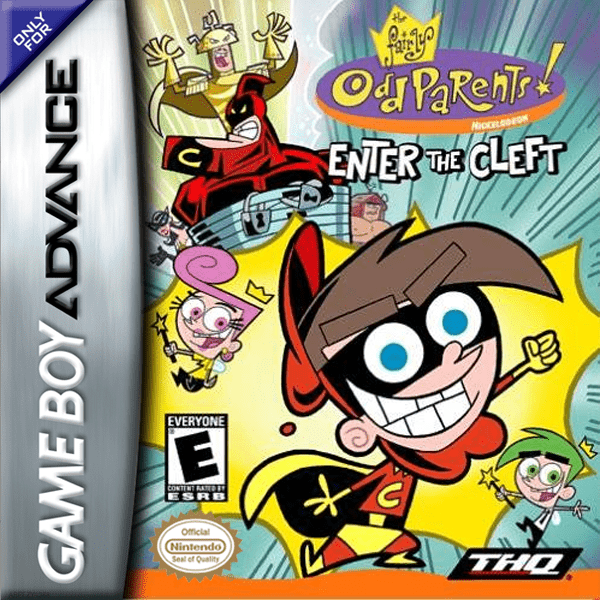 ONLY
FOR
GAME BOY ADVANCE
the
fairly
OddParents!
NICKELODEON
ENTER THE CLEFT
C
C
EVERYONE
E
®
CONTENT RATED BY
ESRB
Official
Nintendo
Seal of Quality
THQ